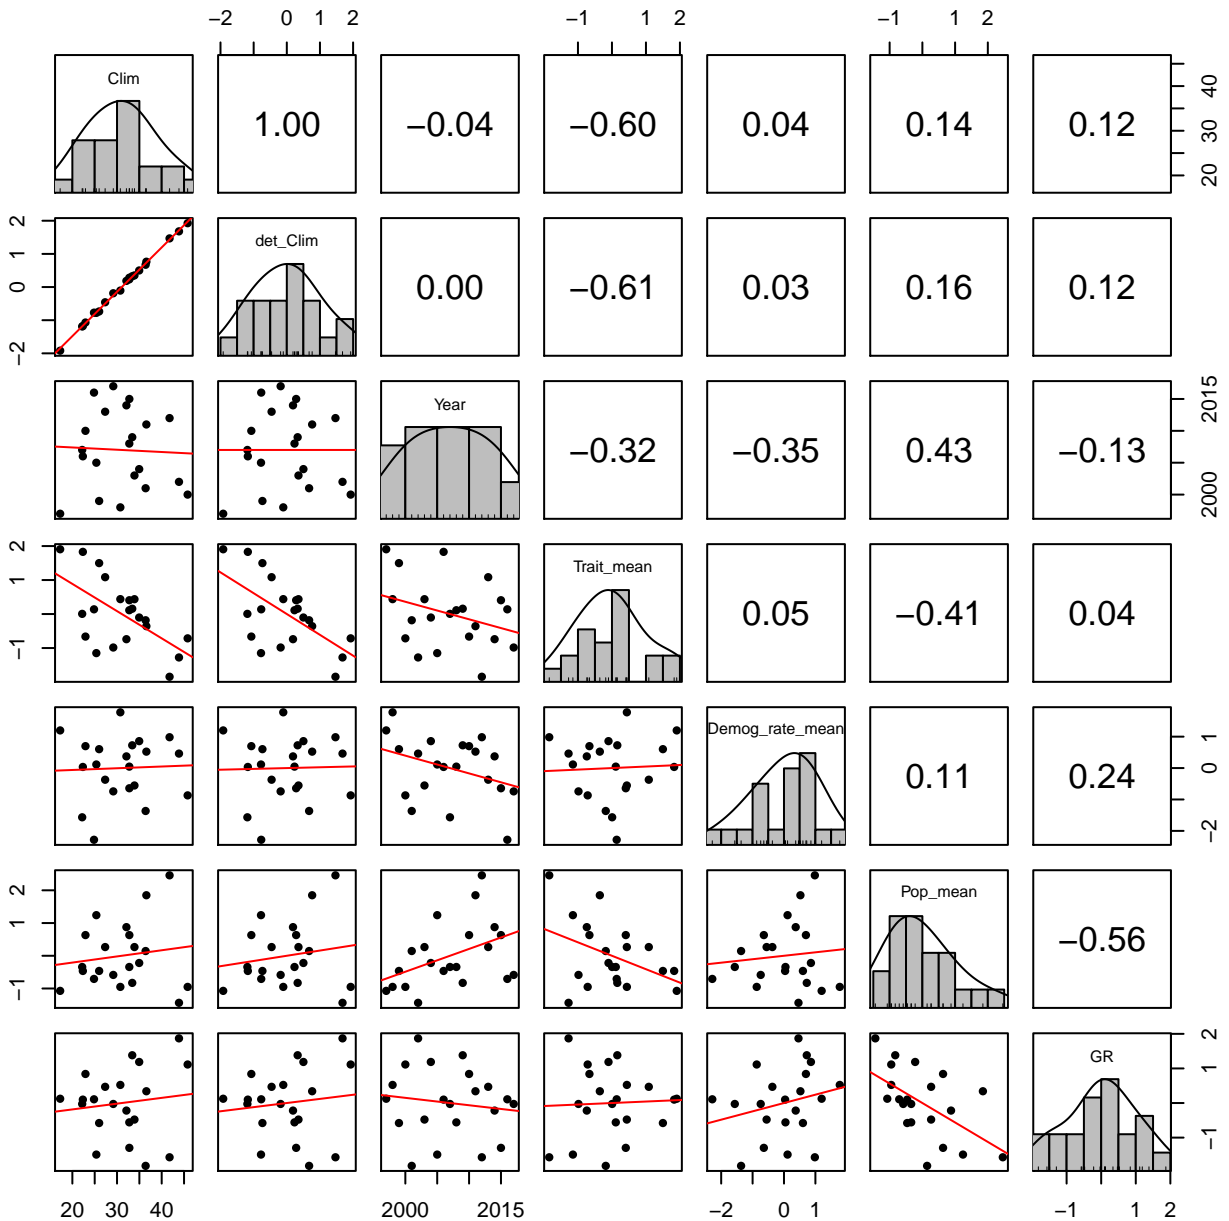 −2 0 1 2 −1 1 2 −1 1 2
Clim 1.00 −0.04 −0.60 0.04 0.14 0.12 20 30 40
−2 0 1 2 det_Clim 0.00 −0.61 0.03 0.16 0.12
Year −0.32 −0.35 0.43 −0.13 2000 2015
−1 1 2 Trait_mean 0.05 −0.41 0.04
Demog_rate_mean 0.11 0.24 −2 0 1
−1 0 1 2 Pop_mean −0.56
GR −1 1 2
20 30 40 2000 2015 −2 0 1 −1 1 2